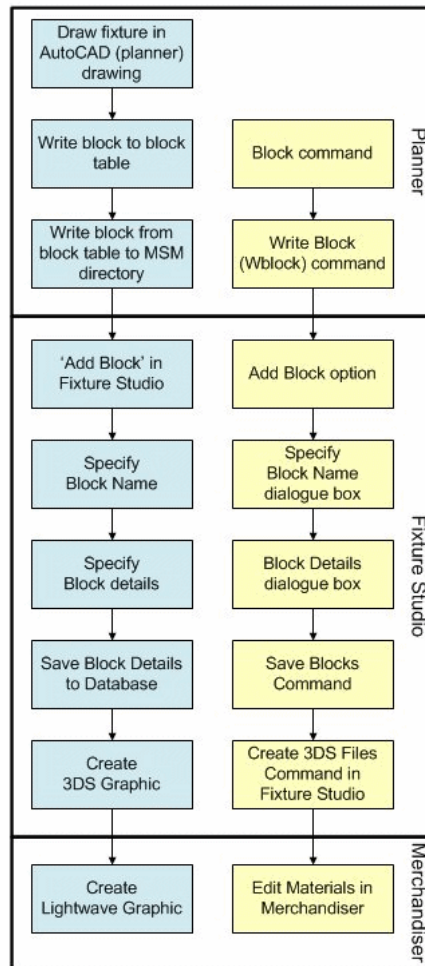 Draw fixture in
AutoCAD (planner)
drawing
Write block to block
table
Block command
Write block from
block table to MSM
directory
Write Block
(Wblock) command
Planner
'Add Block' in
Fixture Studio
Add Block option
Specify
Block Name
Specify
Block Name
dialogue box
Specify
Block details
Block Details
dialogue box
Save Block Details
to Database
Save Blocks
Command
Create
3DS Graphic
Create 3DS Files
Command in
Fixture Studio
Fixture Studio
Create
Lightwave Graphic
Edit Materials in
Merchandiser
Merchandiser